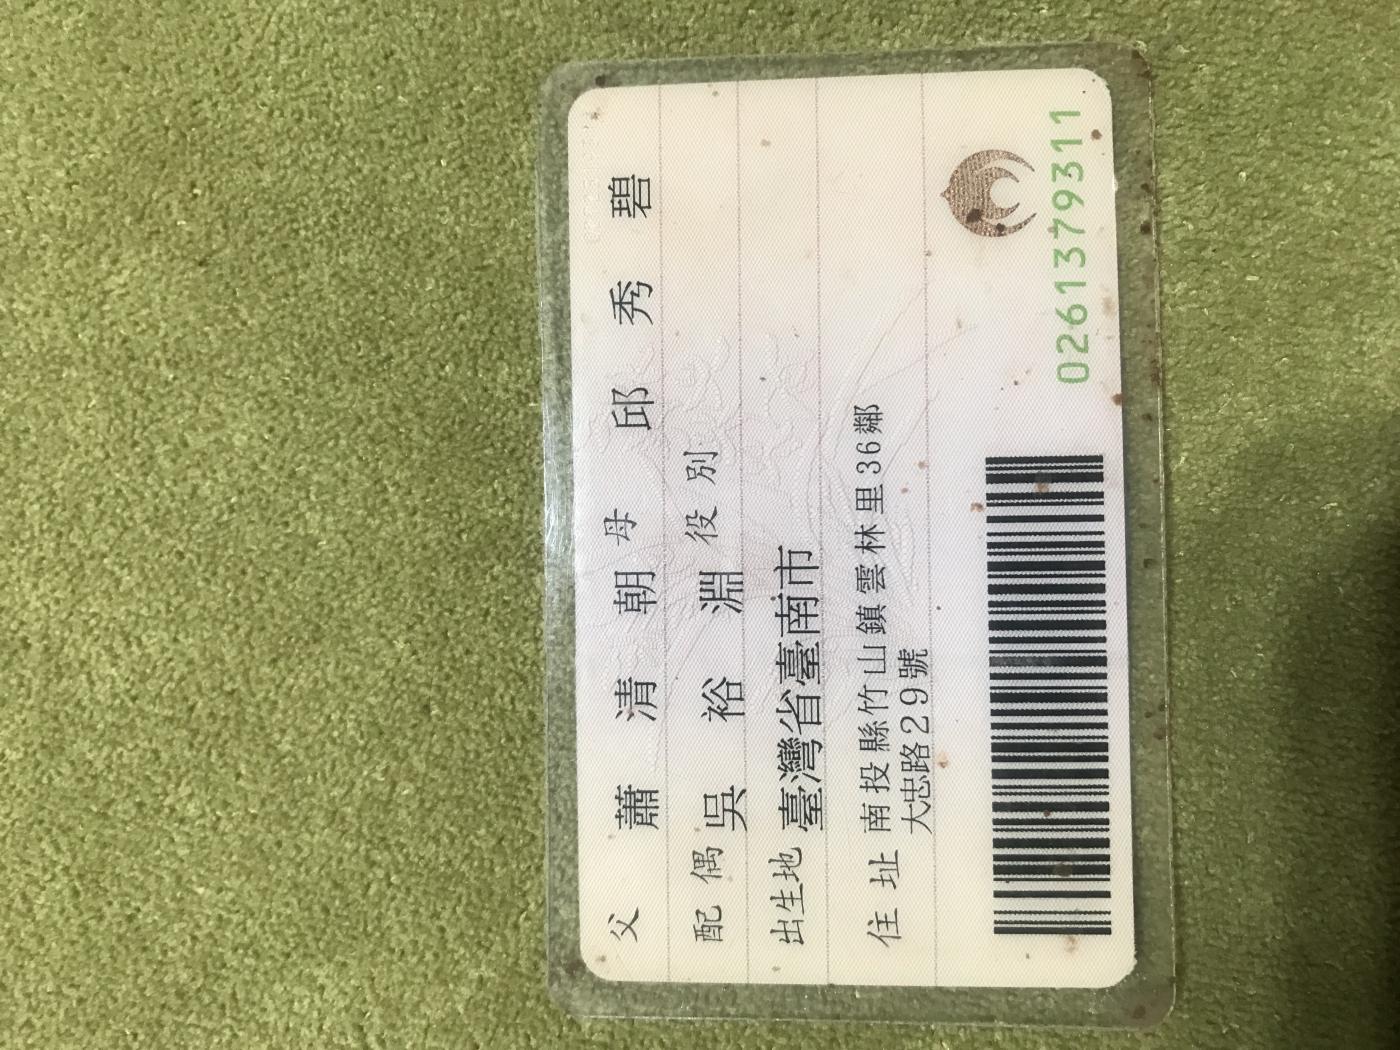 父 蕭清朝 母 邱秀碧
配偶 吳裕淵 役別
出生地 臺灣省臺南市
住址 南投縣竹山鎮雲林里36鄰
大忠路29號
0261379311